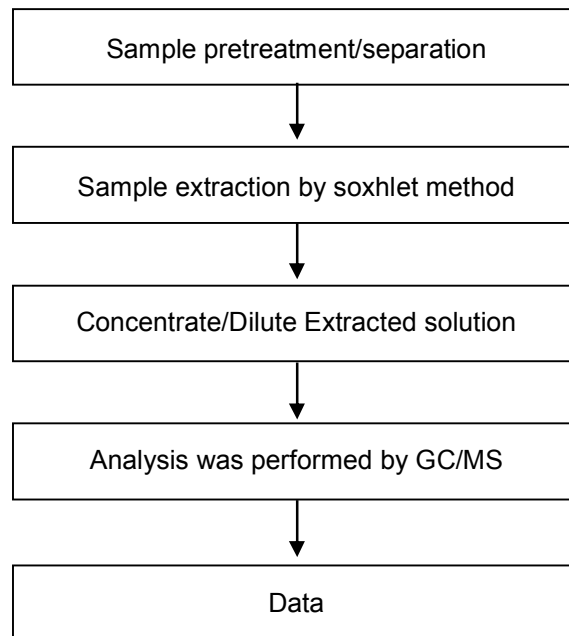 Sample pretreatment/separation
Sample extraction by soxhlet method
Concentrate/Dilute Extracted solution
Analysis was performed by GC/MS
Data